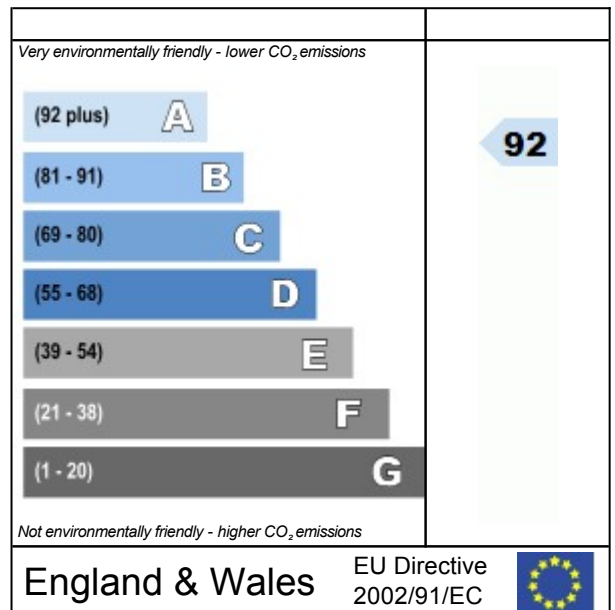 Very environmentally friendly - lower CO₂ emissions
(92 plus) A
92
(81 - 91) B
(69 - 80) C
(55 - 68) D
(39 - 54) E
(21 - 38) F
(1 - 20) G
Not environmentally friendly - higher CO₂ emissions
England & Wales
EU Directive
2002/91/EC